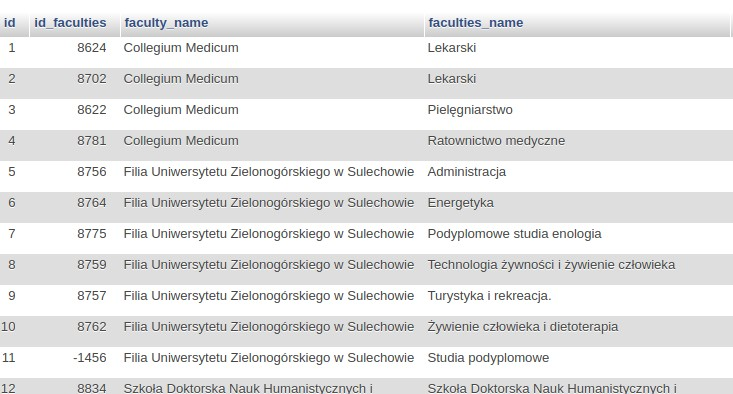 id id_faculties faculty_name faculties_name
1 8624 Collegium Medicum Lekarski
2 8702 Collegium Medicum Lekarski
3 8622 Collegium Medicum Pielęgniarstwo
4 8781 Collegium Medicum Ratownictwo medyczne
5 8756 Filia Uniwersytetu Zielonogórskiego w Sulechowie Administracja
6 8764 Filia Uniwersytetu Zielonogórskiego w Sulechowie Energetyka
7 8775 Filia Uniwersytetu Zielonogórskiego w Sulechowie Podyplomowe studia enologia
8 8759 Filia Uniwersytetu Zielonogórskiego w Sulechowie Technologia żywności i żywienie człowieka
9 8757 Filia Uniwersytetu Zielonogórskiego w Sulechowie Turystyka i rekreacja.
10 8762 Filia Uniwersytetu Zielonogórskiego w Sulechowie Żywienie człowieka i dietoterapia
11 -1456 Filia Uniwersytetu Zielonogórskiego w Sulechowie Studia podyplomowe
12 8834 Szkoła Doktorska Nauk Humanistycznych i Szkoła Doktorska Nauk Humanistycznych i